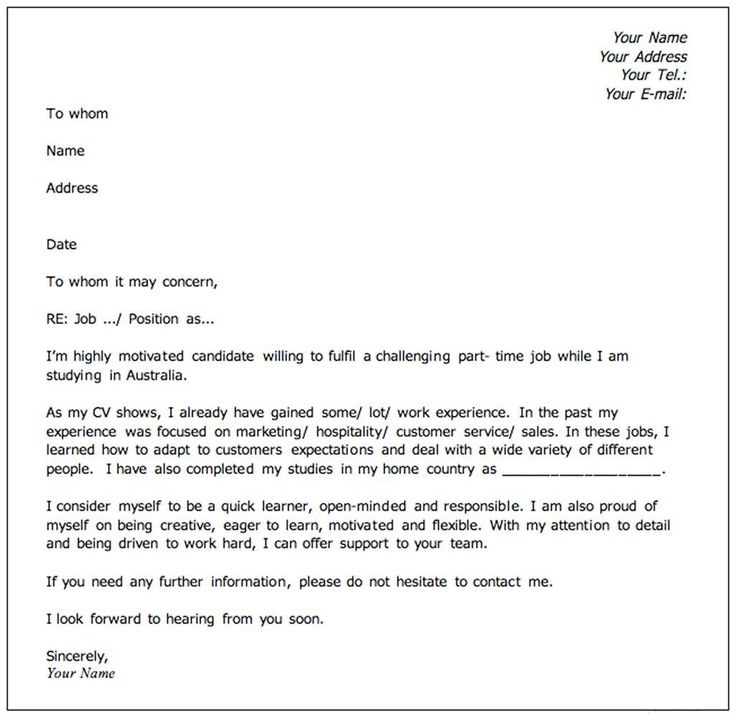 Your Name
Your Address
Your Tel.:
Your E-mail:
To whom
Name
Address
Date
To whom it may concern,
RE: Job .../ Position as...
I'm highly motivated candidate willing to fulfil a challenging part- time job while I am
studying in Australia.
As my CV shows, I already have gained some/ lot/ work experience. In the past my
experience was focused on marketing/ hospitality/ customer service/ sales. In these jobs, I
learned how to adapt to customers expectations and deal with a wide variety of different
people. I have also completed my studies in my home country as ___________________.
I consider myself to be a quick learner, open-minded and responsible. I am also proud of
myself on being creative, eager to learn, motivated and flexible. With my attention to detail
and being driven to work hard, I can offer support to your team.
If you need any further information, please do not hesitate to contact me.
I look forward to hearing from you soon.
Sincerely,
Your Name